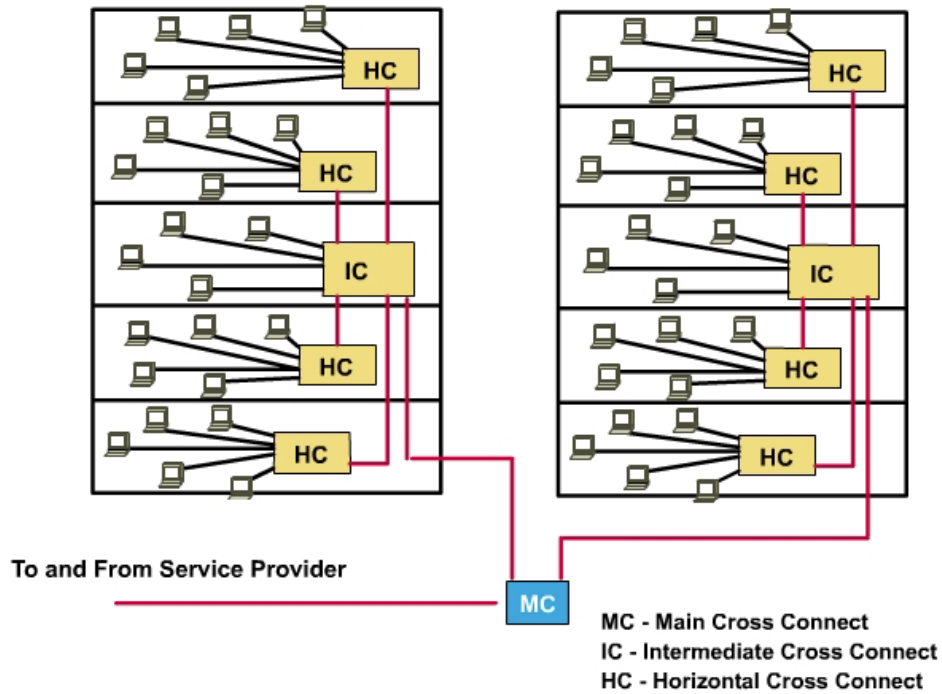 HC
HC
HC
HC
IC
IC
HC
HC
HC
HC
To and From Service Provider
MC
MC - Main Cross Connect
IC - Intermediate Cross Connect
HC - Horizontal Cross Connect